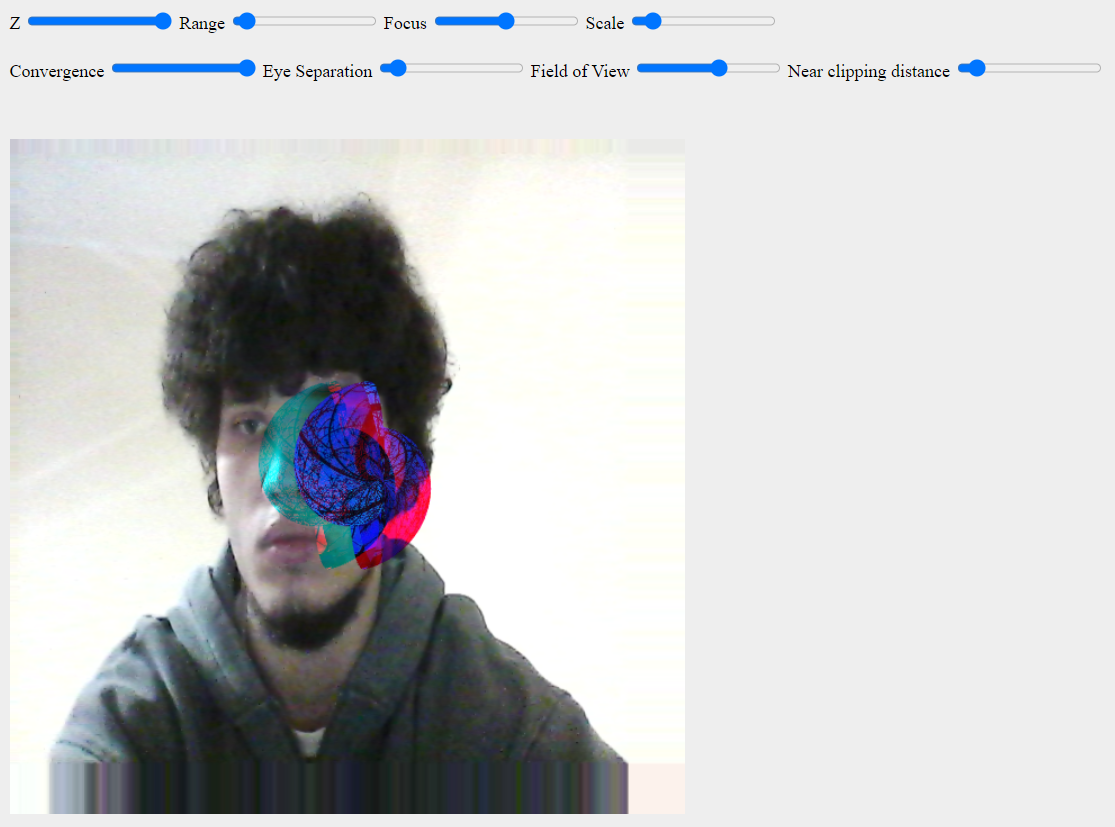 Z Range Focus Scale
Convergence Eye Separation Field of View Near clipping distance